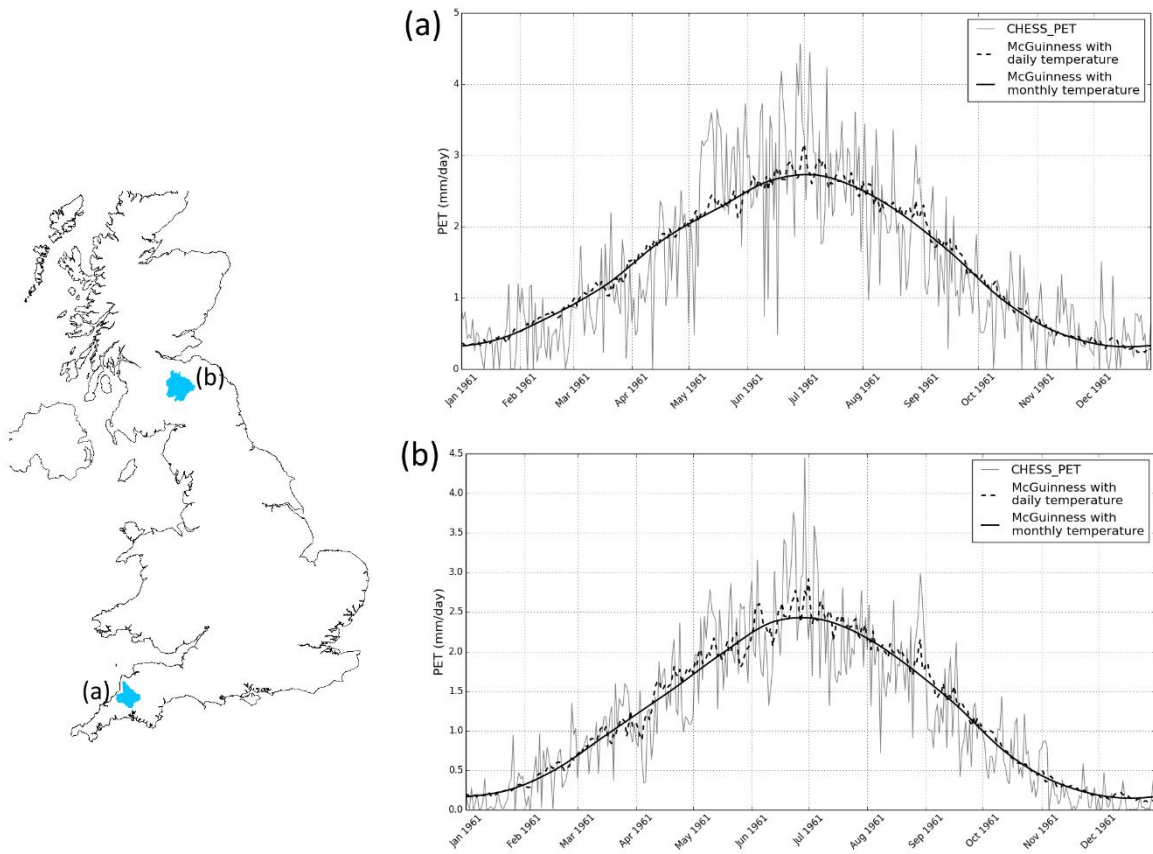 (a)
5
4
3
2
1
0
PET (mm/day)
CHESS_PET
McGuinness with
daily temperature
McGuinness with
monthly temperature
Jan 1961
Feb 1961
Mar 1961
Apr 1961
May 1961
Jun 1961
Jul 1961
Aug 1961
Sep 1961
Oct 1961
Nov 1961
Dec 1961
(b)
(a)
(b)
4.5
4.0
3.5
3.0
2.5
2.0
1.5
1.0
0.5
0.0
PET (mm/day)
CHESS_PET
McGuinness with
daily temperature
McGuinness with
monthly temperature
Jan 1961
Feb 1961
Mar 1961
Apr 1961
May 1961
Jun 1961
Jul 1961
Aug 1961
Sep 1961
Oct 1961
Nov 1961
Dec 1961